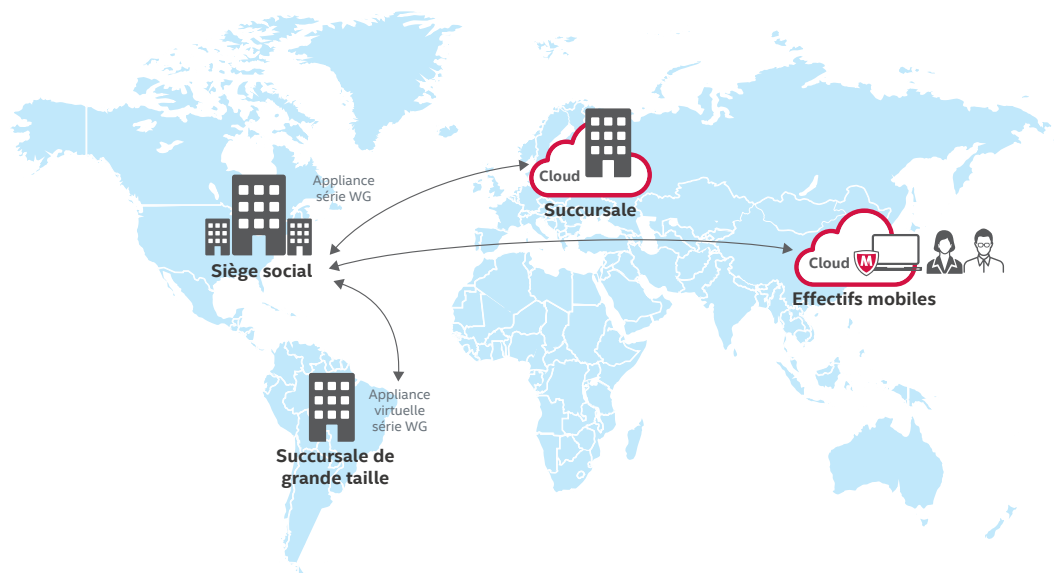 Appliance
série WG
Siège social
Cloud
Succursale
Cloud
M
Effectifs mobiles
Appliance
virtuelle
série WG
Succursale de
grande taille